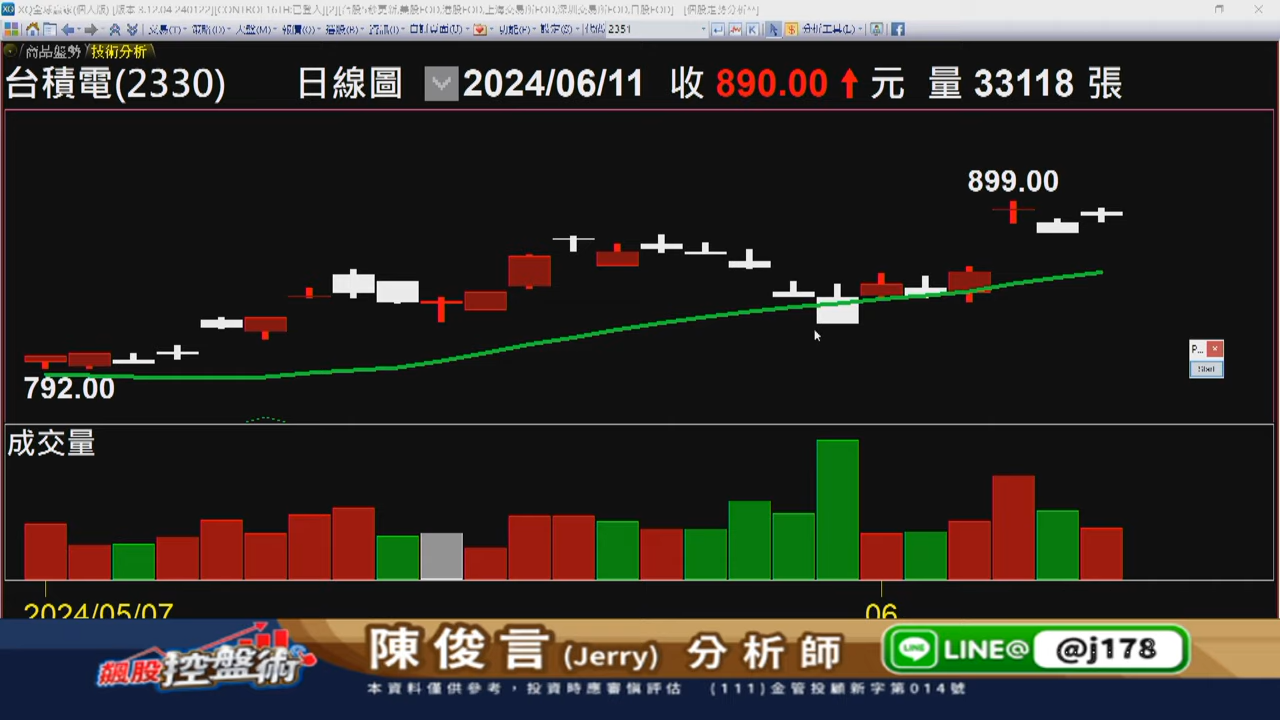 商品盤勢 技術分析
台積電(2330) 日線圖 2024/06/11 收 890.00 元 量 33118 張
899.00
792.00
P...
Start
成交量
2024/05/07 06
飆股控盤術
陳俊言 (Jerry) 分析師
LINE@ @j178
本資料僅供參考，投資時應審慎評估 (111)金管投顧新字第014號